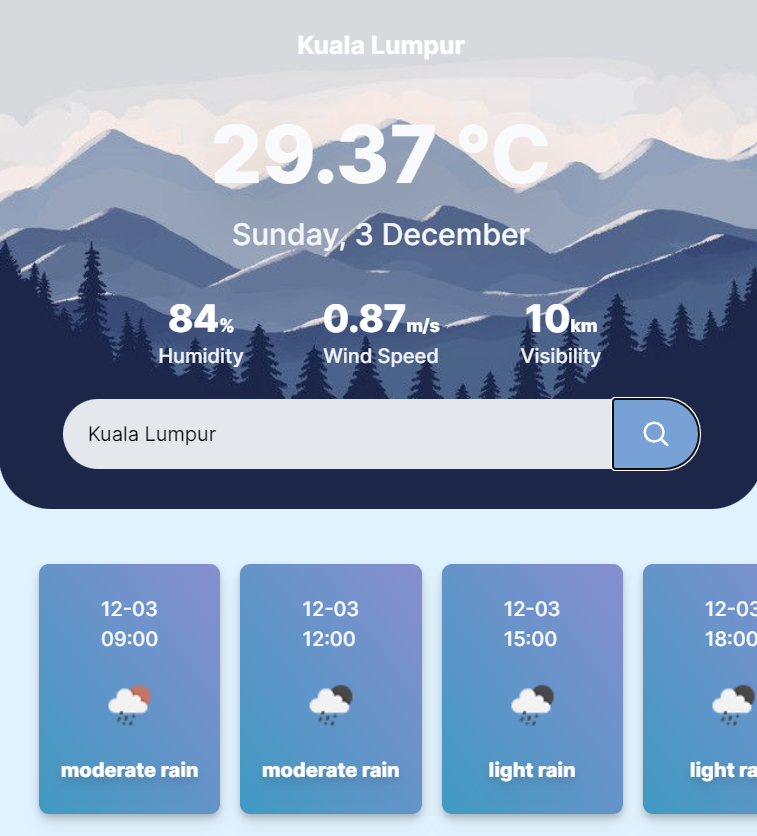 Kuala Lumpur
29.37 °C
Sunday, 3 December
84% 0.87m/s 10km
Humidity Wind Speed Visibility
Kuala Lumpur
12-03 12-03 12-03 12-03
09:00 12:00 15:00 18:00
moderate rain moderate rain light rain light ra